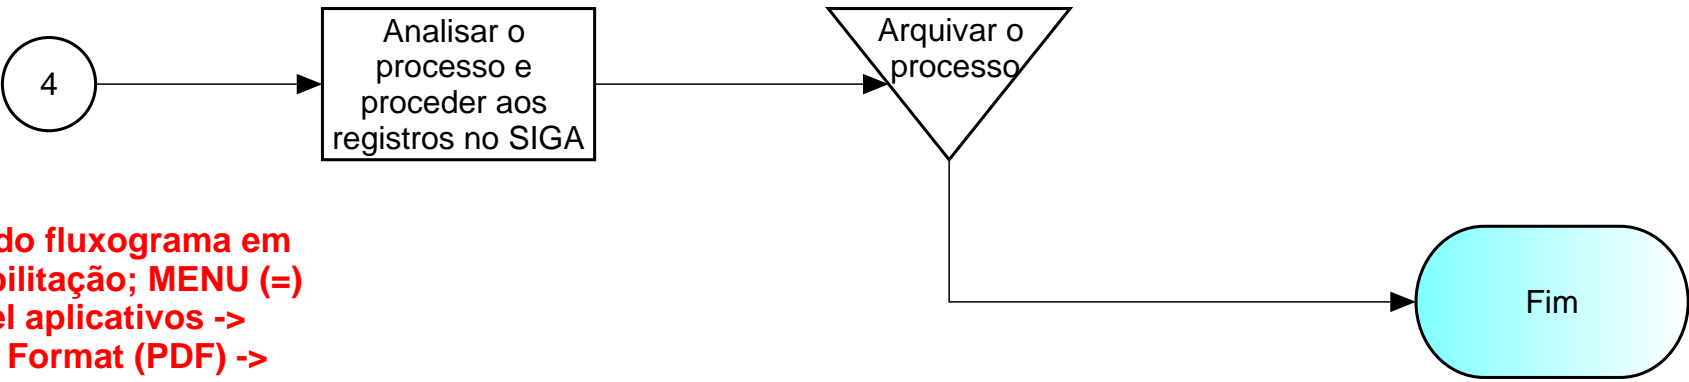 4
Analisar o
processo e
proceder aos
registros no SIGA
Arquivar o
processo
do fluxograma em
bilitação; MENU (=)
el aplicativos ->
Format (PDF) ->
Fim